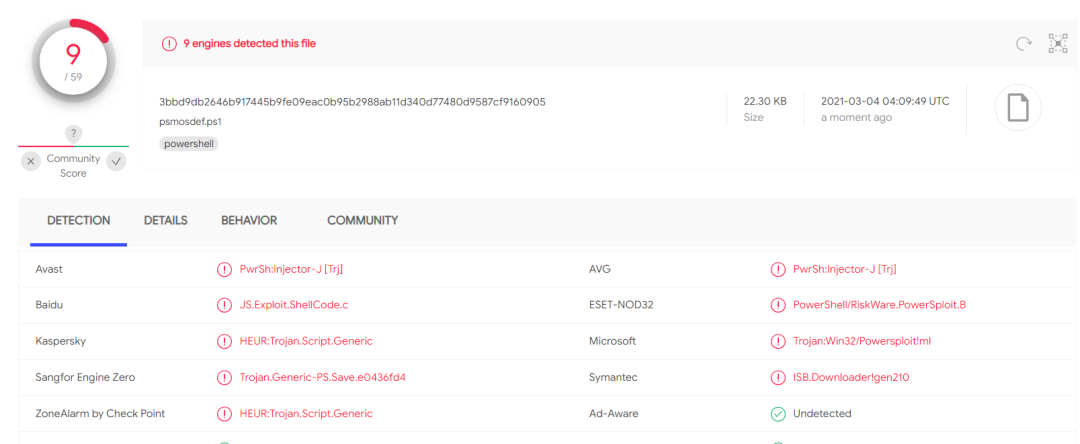 9
/ 59
?
Community
Score
9 engines detected this file
3bbd9db2646b917445b9fe09eac0b95b2988ab11d340d77480d9587cf9160905
psmosdef.ps1
powershell
22.30 KB
Size
2021-03-04 04:09:49 UTC
a moment ago
DETECTION DETAILS BEHAVIOR COMMUNITY
Avast PwrSh:Injector-J [Trj] AVG PwrSh:Injector-J [Trj]
Baidu JS.Exploit.ShellCode.c ESET-NOD32 PowerShell/RiskWare.PowerSploit.B
Kaspersky HEUR:Trojan.Script.Generic Microsoft Trojan:Win32/Powersploit!ml
Sangfor Engine Zero Trojan.Generic-PS.Save.e0436fd4 Symantec ISB.Downloader!gen210
ZoneAlarm by Check Point HEUR:Trojan.Script.Generic Ad-Aware Undetected